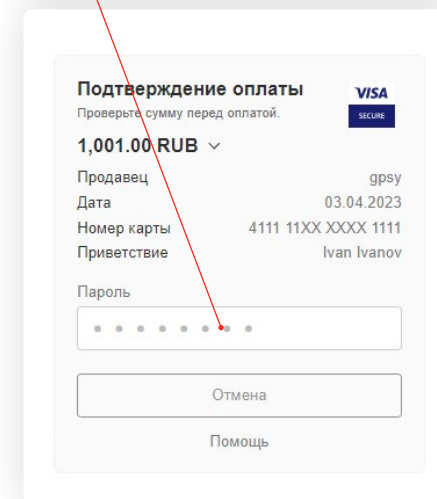 Подтверждение оплаты
VISA
SECURE
Проверьте сумму перед оплатой.
1,001.00 RUB
Продавец gpsy
Дата 03.04.2023
Номер карты 4111 11XX XXXX 1111
Приветствие Ivan Ivanov
Пароль
Отмена
Помощь